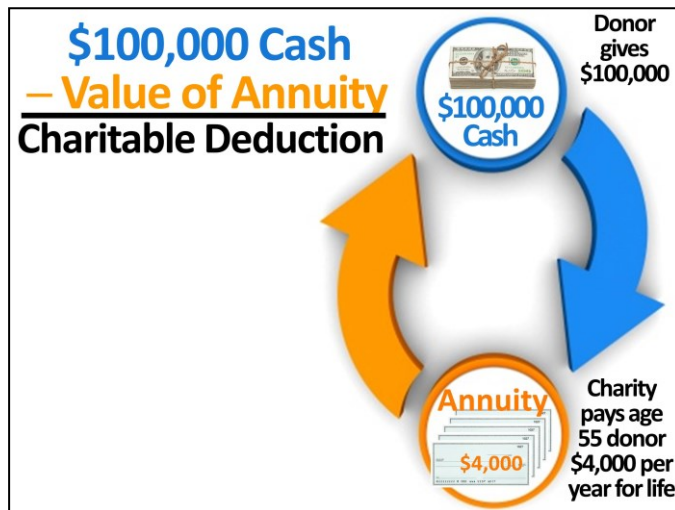 $100,000 Cash
– Value of Annuity
Charitable Deduction
Donor
gives
$100,000
$100,000
Cash
Annuity
$4,000
Charity
pays age
55 donor
$4,000 per
year for life